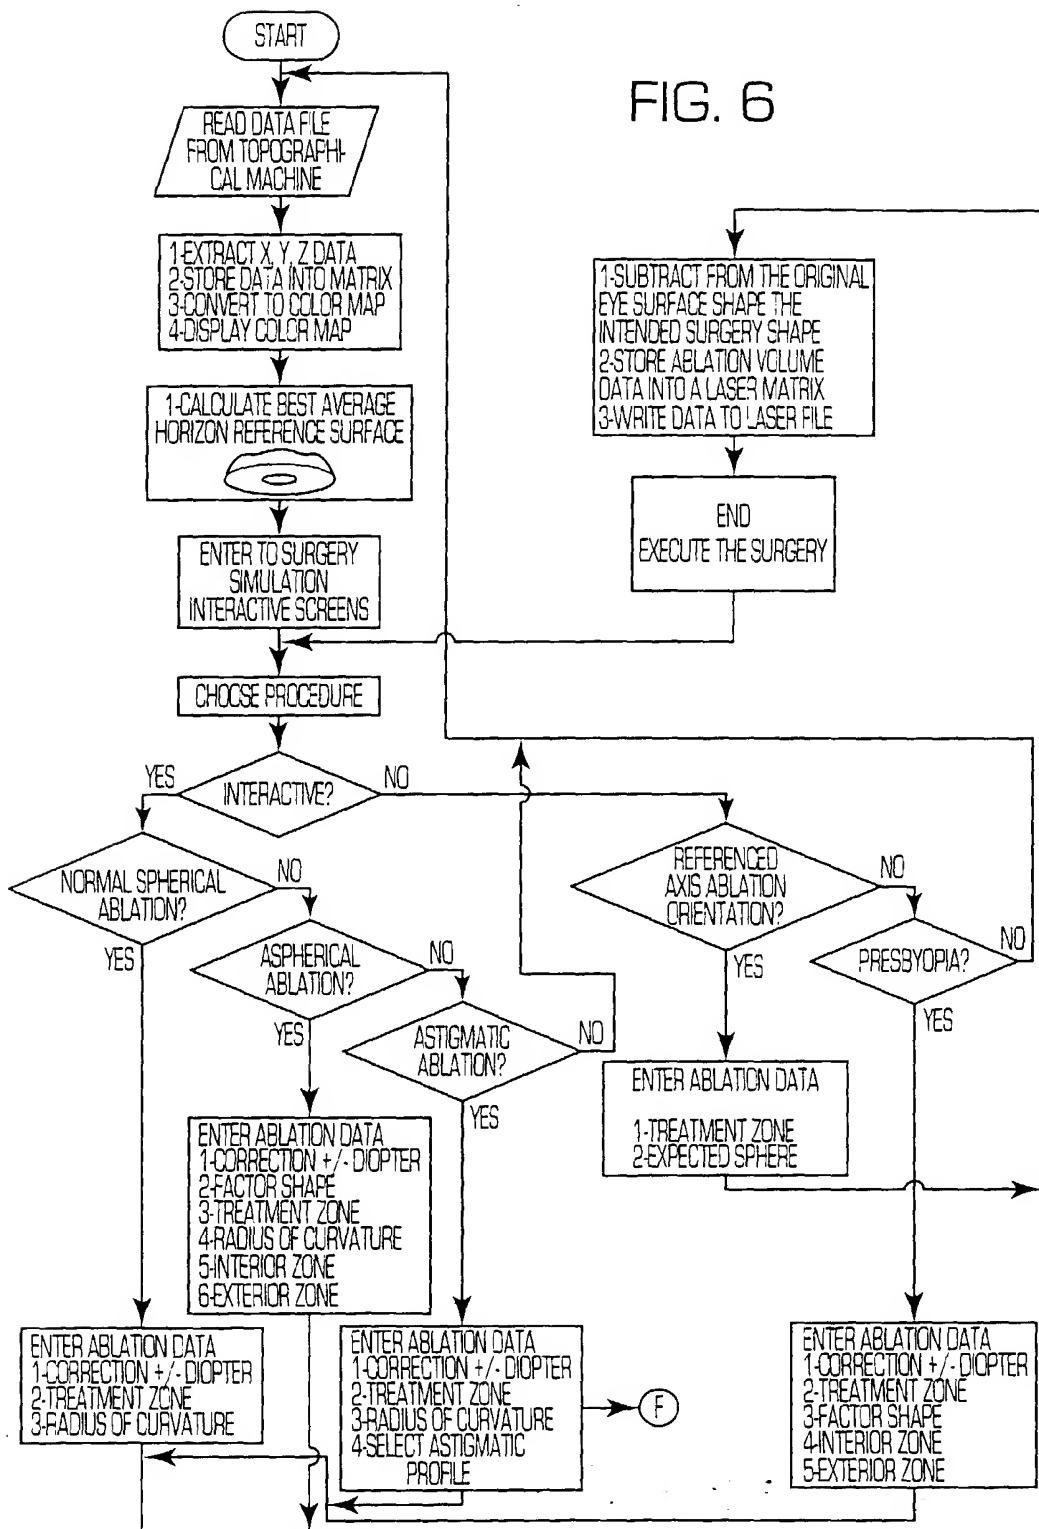 START
FIG. 6
READ DATA FILE
FROM TOPOGRAPHI-
CAL MACHINE
1-EXTRACT X, Y, Z DATA
2-STORE DATA INTO MATRIX
3-CONVERT TO COLOR MAP
4-DISPLAY COLOR MAP
1-CALCULATE BEST AVERAGE
HORIZON REFERENCE SURFACE
ENTER TO SURGERY
SIMULATION
INTERACTIVE SCREENS
1-SUBTRACT FROM THE ORIGINAL
EYE SURFACE SHAPE THE
INTENDED SURGERY SHAPE
2-STORE ABLATION VOLUME
DATA INTO A LASER MATRIX
3-WRITE DATA TO LASER FILE
END
EXECUTE THE SURGERY
CHOOSE PROCEDURE
YES
INTERACTIVE?
NO
NORMAL SPHERICAL
ABLATION?
NO
YES
ASPHERICAL
ABLATION?
NO
YES
ASTIGMATIC
ABLATION?
NO
YES
REFERENCED
AXIS ABLATION
ORIENTATION?
NO
YES
PRESBYOPIA?
NO
YES
ENTER ABLATION DATA
1-TREATMENT ZONE
2-EXPECTED SPHERE
ENTER ABLATION DATA
1-CORRECTION +/- DIOPTER
2-FACTOR SHAPE
3-TREATMENT ZONE
4-RADIUS OF CURVATURE
5-INTERIOR ZONE
6-EXTERIOR ZONE
ENTER ABLATION DATA
1-CORRECTION +/- DIOPTER
2-TREATMENT ZONE
3-RADIUS OF CURVATURE
ENTER ABLATION DATA
1-CORRECTION +/- DIOPTER
2-TREATMENT ZONE
3-RADIUS OF CURVATURE
4-SELECT ASTIGMATIC
PROFILE
F
ENTER ABLATION DATA
1-CORRECTION +/- DIOPTER
2-TREATMENT ZONE
3-FACTOR SHAPE
4-INTERIOR ZONE
5-EXTERIOR ZONE